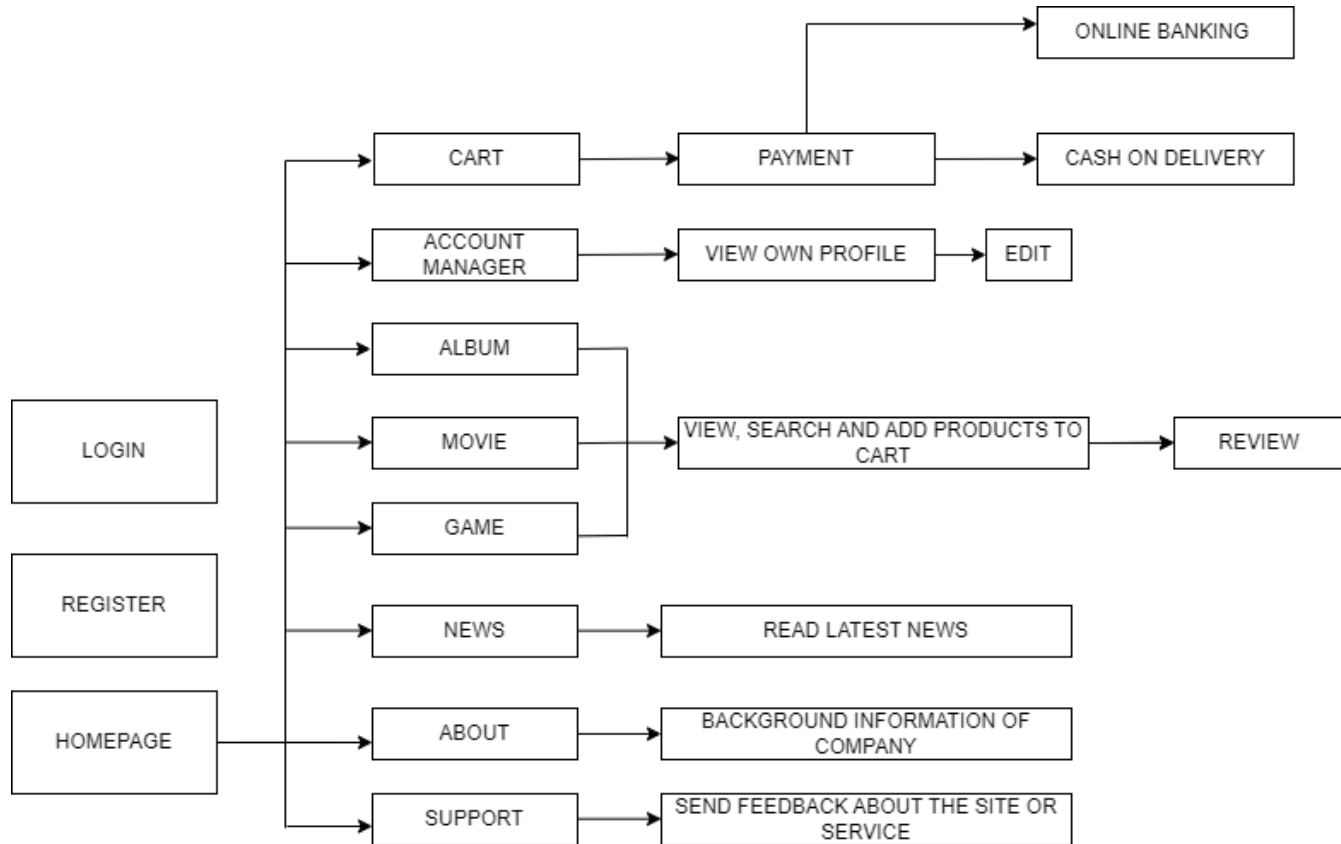 ONLINE BANKING
CART
PAYMENT
CASH ON DELIVERY
ACCOUNT
MANAGER
VIEW OWN PROFILE
EDIT
ALBUM
LOGIN
MOVIE
VIEW, SEARCH AND ADD PRODUCTS TO
CART
REVIEW
GAME
REGISTER
NEWS
READ LATEST NEWS
HOMEPAGE
ABOUT
BACKGROUND INFORMATION OF
COMPANY
SUPPORT
SEND FEEDBACK ABOUT THE SITE OR
SERVICE